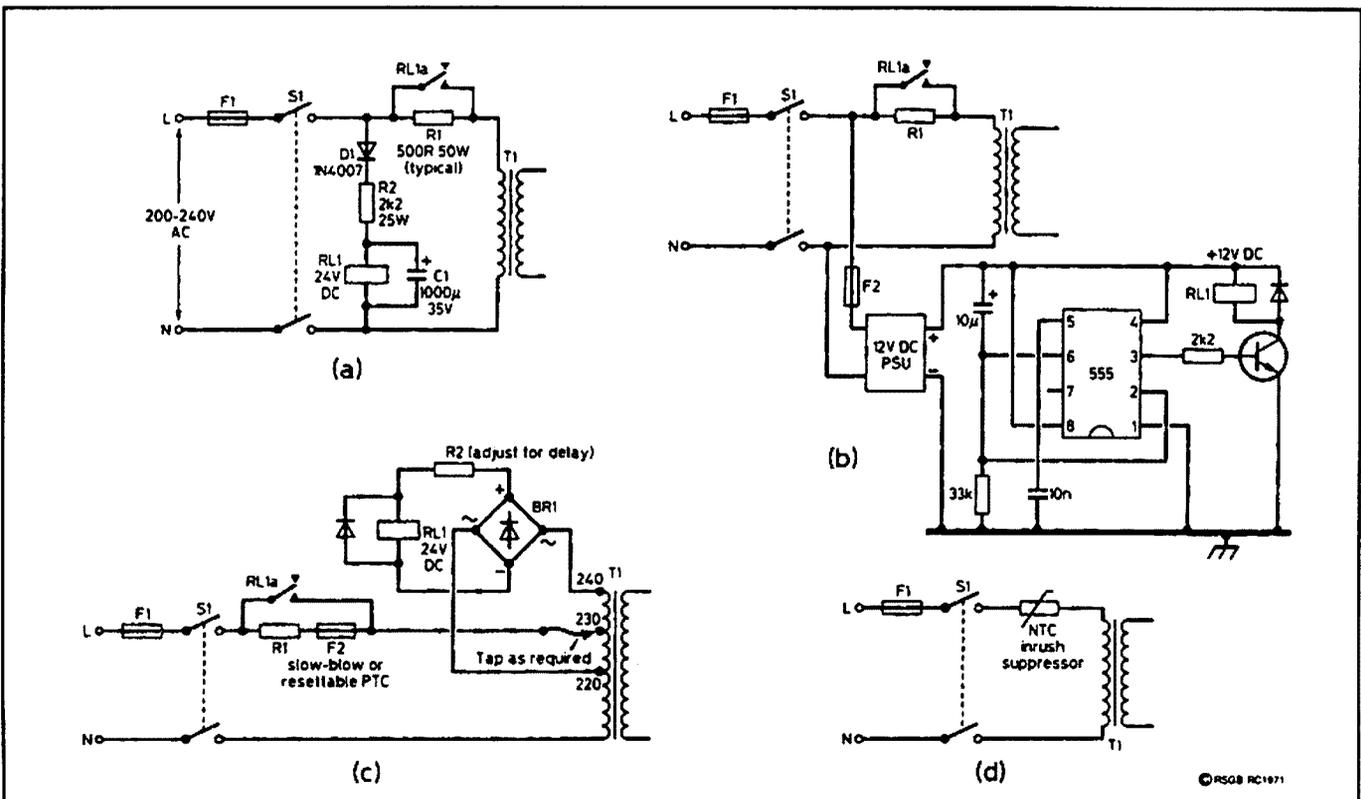 RL1a
F1
S1
L
R1
500R 50W
(typical)
D1
1N4007
T1
R2
2k2
25W
200-240V
AC
RL1
24V
DC
+
C1
1000µ
35V
N
(a)
RL1a
F1
S1
L
R1
T1
N
F2
12V DC
PSU
+
-
+
10µ
+12V DC
RL1
5
4
6
3
2k2
555
7
2
8
1
33k
10n
(b)
R2 (adjust for delay)
+
BR1
~
~
-
RL1
24V
DC
240
T1
RL1a
230
F1
S1
L
R1
F2
slow-blow or
resettable PTC
Tap as required
220
N
(c)
F1
S1
L
NTC
inrush
suppressor
N
T1
(d)
©RSGB RC1971